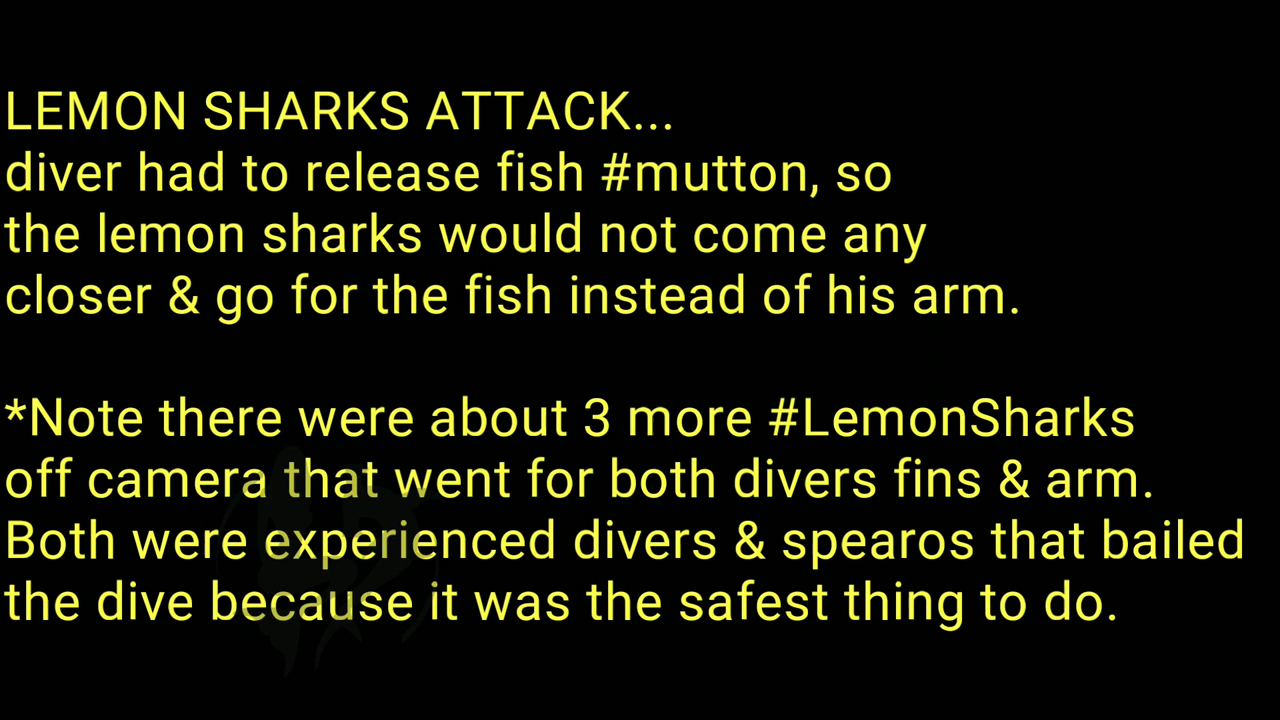 LEMON SHARKS ATTACK...
diver had to release fish #mutton, so
the lemon sharks would not come any
closer & go for the fish instead of his arm.
*Note there were about 3 more #LemonSharks
off camera that went for both divers fins & arm.
Both were experienced divers & spearos that bailed
the dive because it was the safest thing to do.